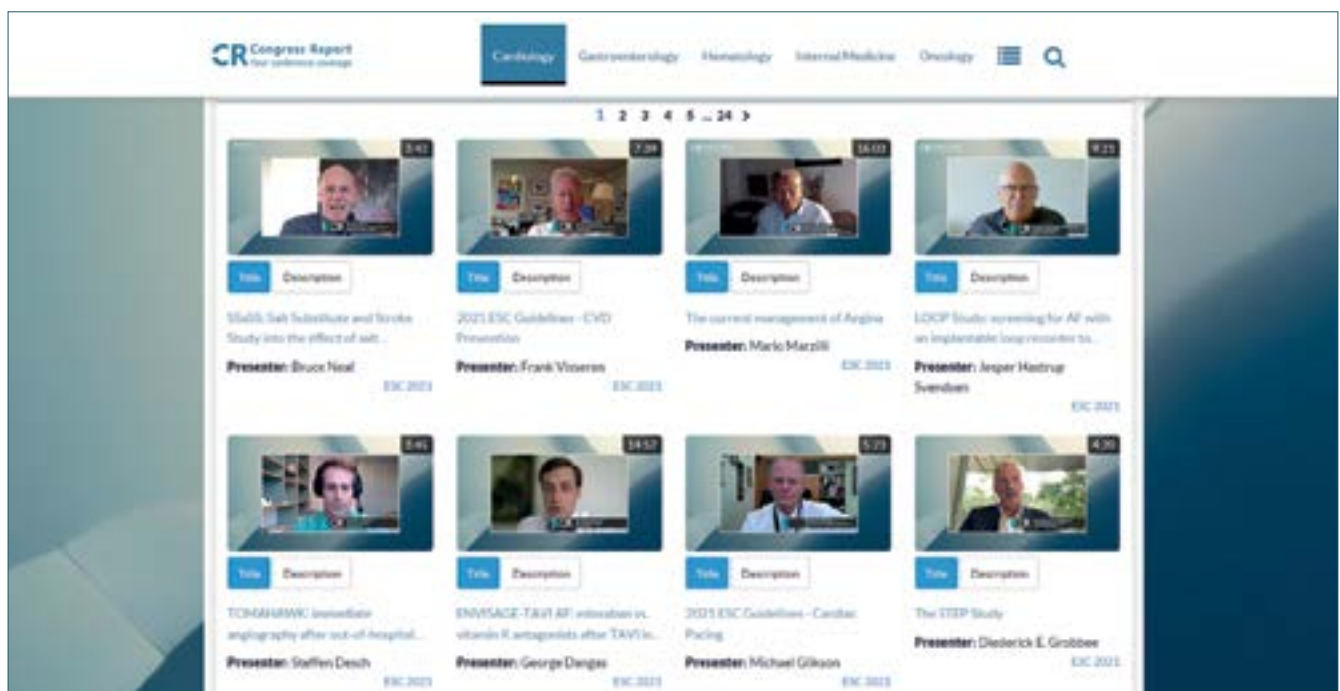 CR Congress Report
Your conference coverage
Cardiology Gastroenterology Hematology Internal Medicine Oncology
1 2 3 4 5 ... 24 >
3:42 7:39 16:03 9:21
Title Description Title Description Title Description Title Description
SSaSS: Salt Substitute and Stroke
Study into the effect of salt...
Presenter: Bruce Neal
ESC 2021
2021 ESC Guidelines - CVD
Prevention
Presenter: Frank Visseren
ESC 2021
The current management of Angina
Presenter: Mario Marzilli
ESC 2021
LOOP Study: screening for AF with
an implantable loop recorder to...
Presenter: Jesper Hastrup
Svendsen
ESC 2021
3:45 14:52 5:23 4:20
Title Description Title Description Title Description Title Description
TOMAHAWK: immediate
angiography after out-of-hospital...
Presenter: Steffen Desch
ESC 2021
ENVISAGE-TAVI AF: edoxaban vs.
vitamin K antagonists after TAVI in...
Presenter: George Dangas
ESC 2021
2021 ESC Guidelines - Cardiac
Pacing
Presenter: Michael Glikson
ESC 2021
The STEP Study
Presenter: Diederick E. Grobbee
ESC 2021